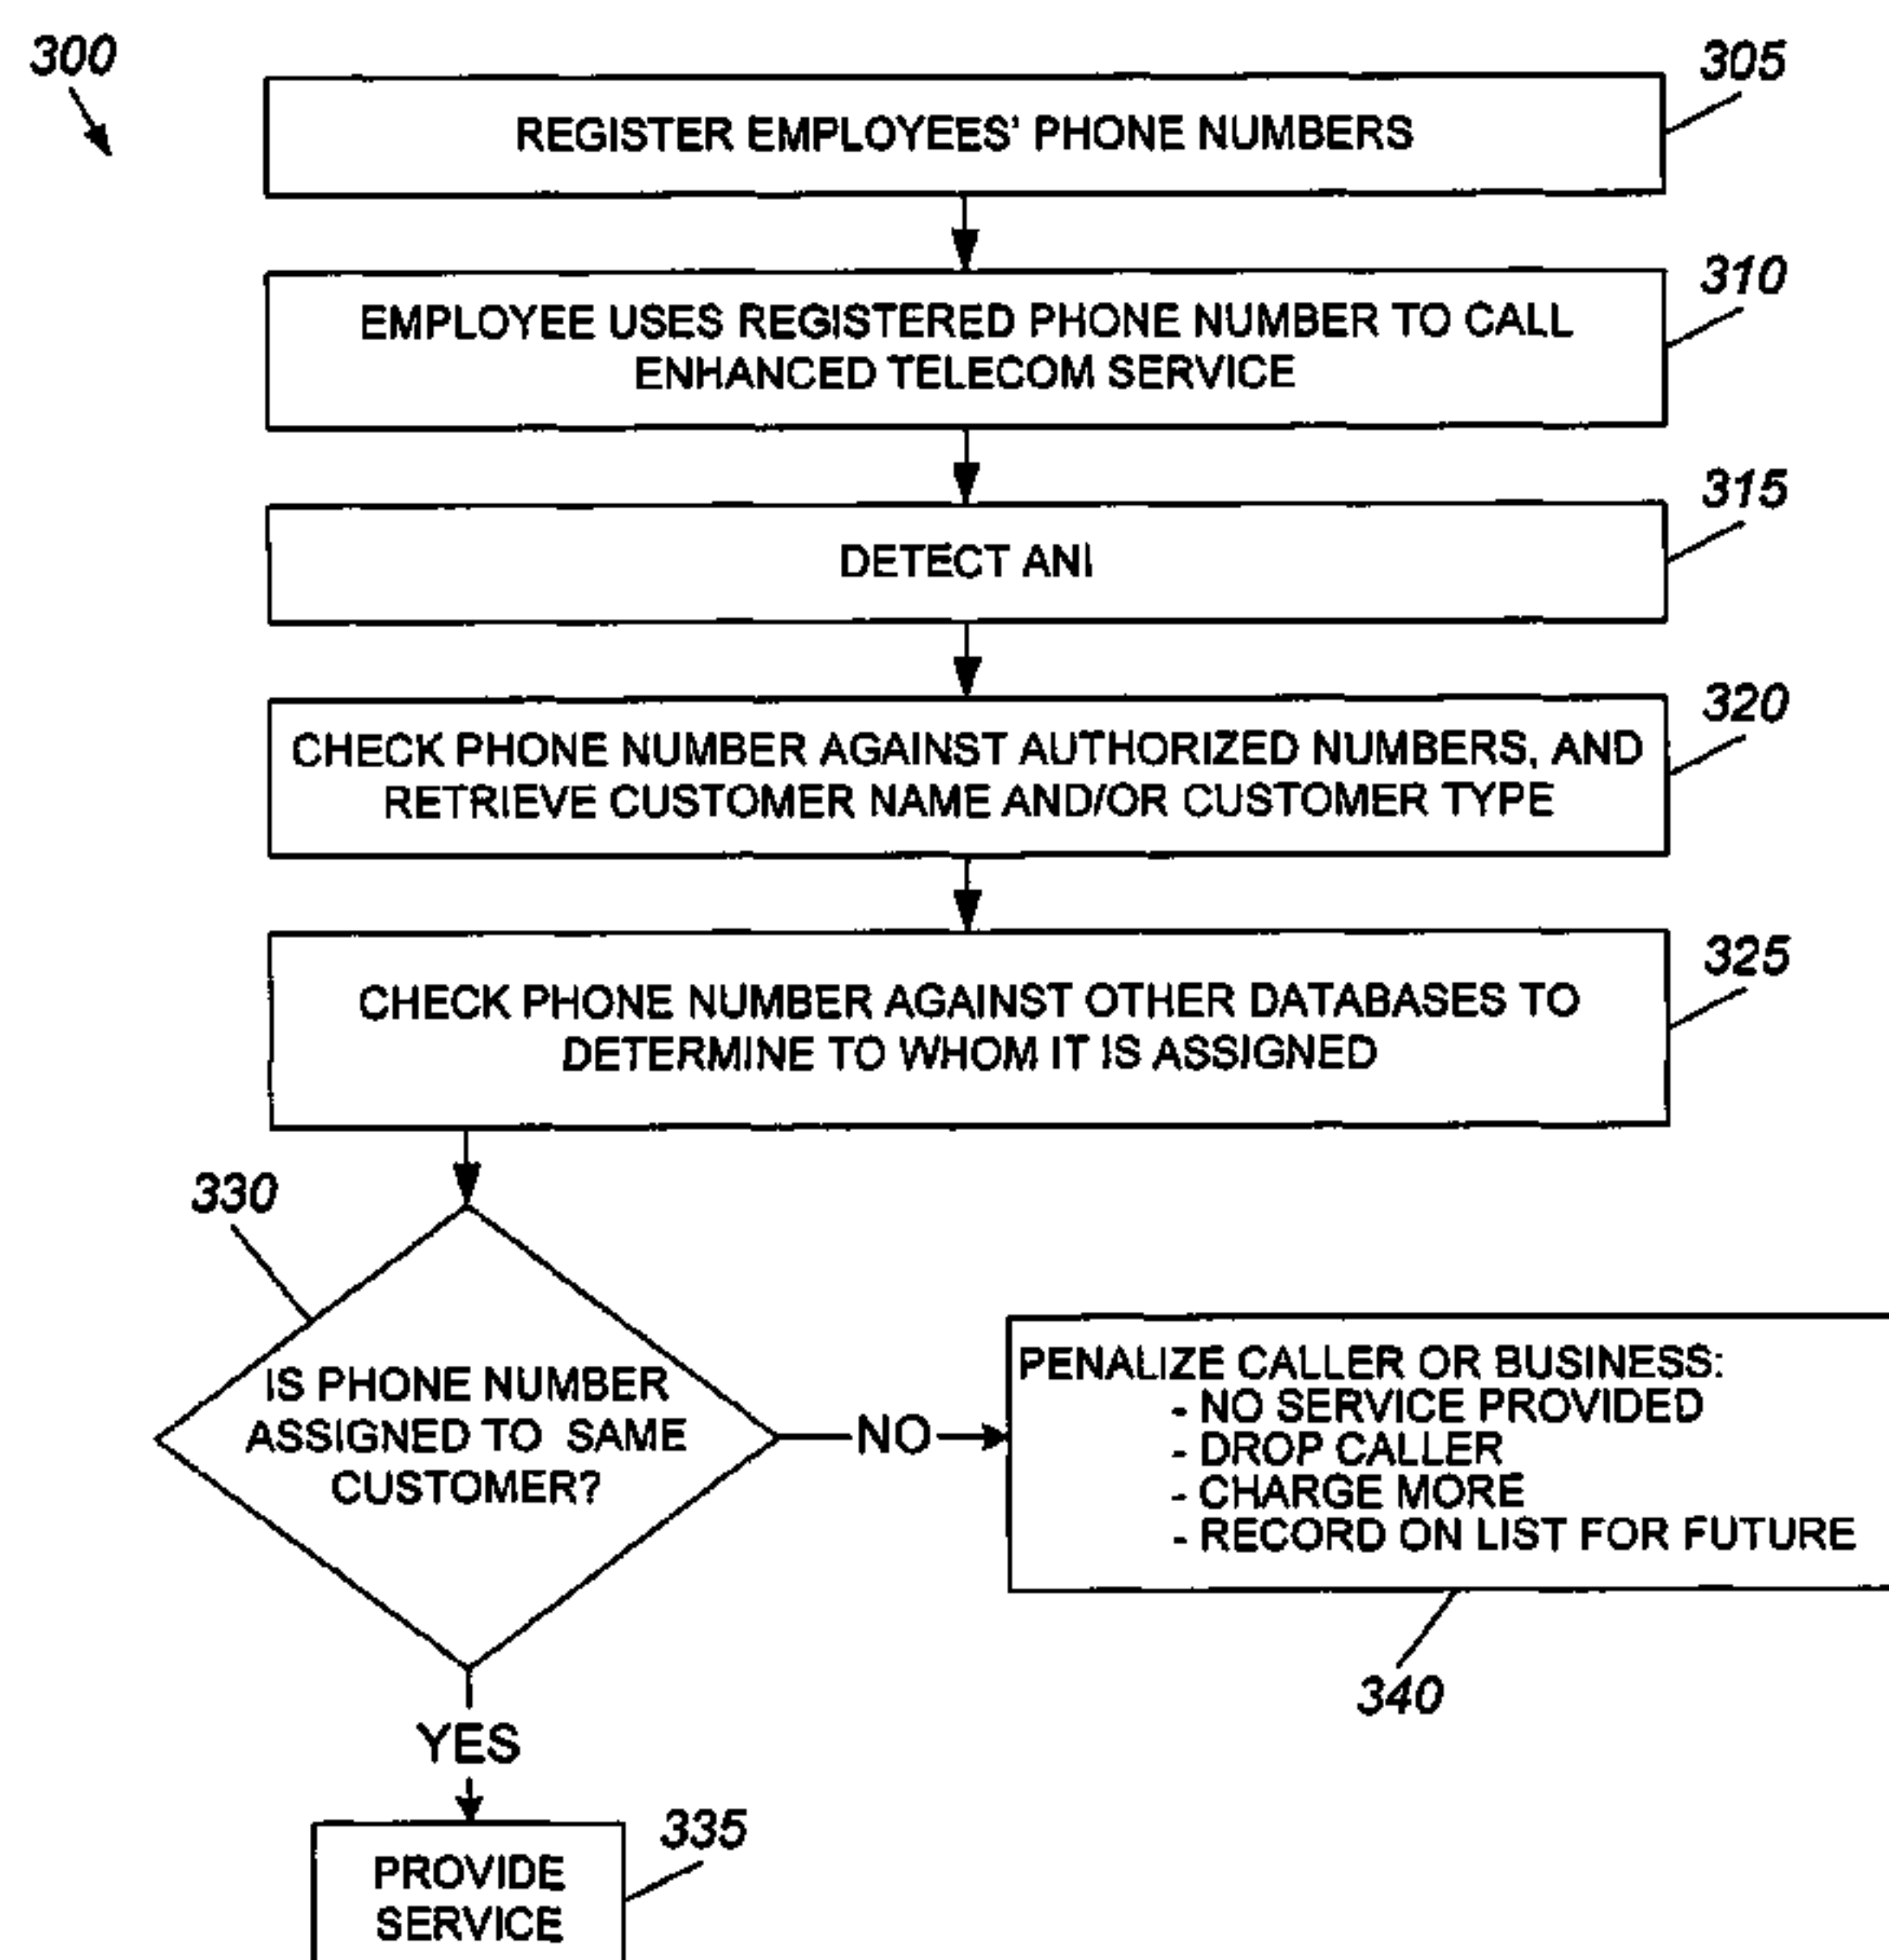 300
305
REGISTER EMPLOYEES' PHONE NUMBERS
310
EMPLOYEE USES REGISTERED PHONE NUMBER TO CALL
ENHANCED TELECOM SERVICE
315
DETECT ANI
320
CHECK PHONE NUMBER AGAINST AUTHORIZED NUMBERS, AND
RETRIEVE CUSTOMER NAME AND/OR CUSTOMER TYPE
325
CHECK PHONE NUMBER AGAINST OTHER DATABASES TO
DETERMINE TO WHOM IT IS ASSIGNED
330
IS PHONE NUMBER
ASSIGNED TO SAME
CUSTOMER?
NO
PENALIZE CALLER OR BUSINESS:
- NO SERVICE PROVIDED
- DROP CALLER
- CHARGE MORE
- RECORD ON LIST FOR FUTURE
340
YES
335
PROVIDE
SERVICE